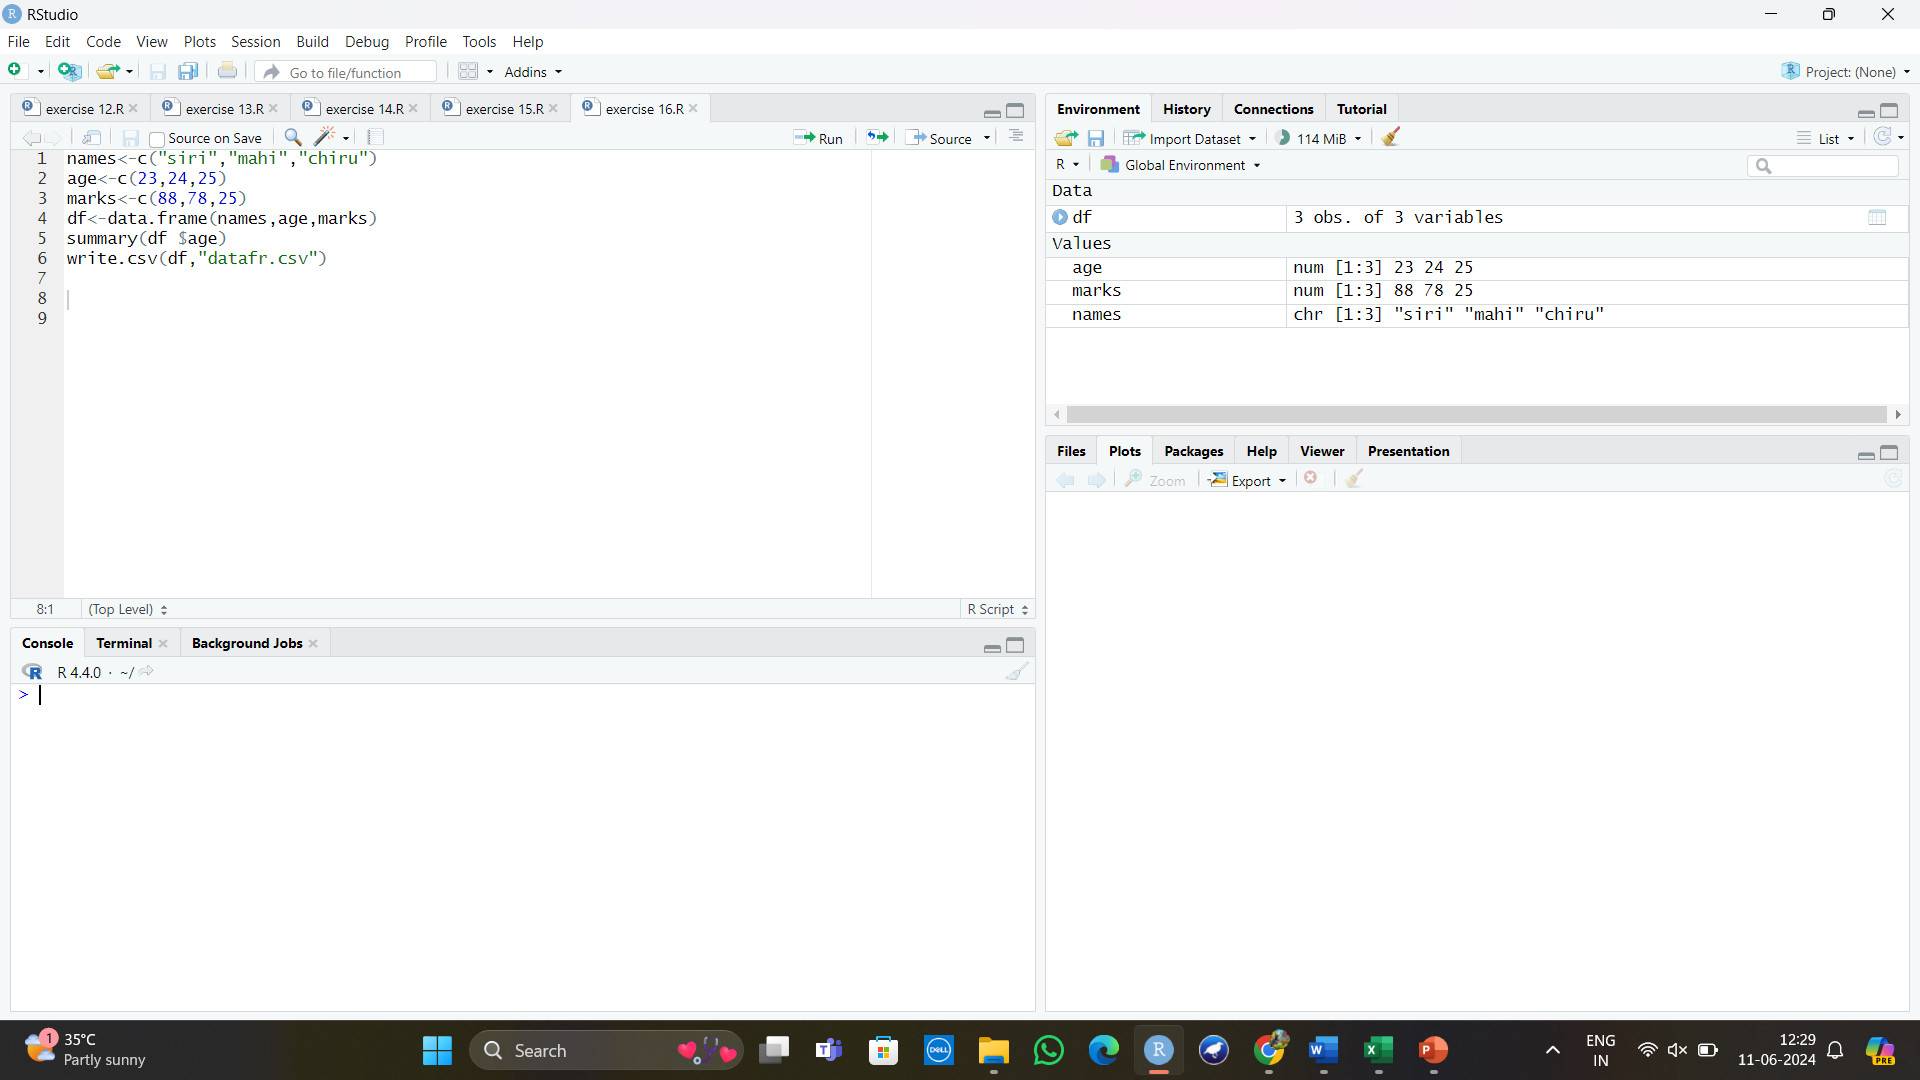 RStudio
File Edit Code View Plots Session Build Debug Profile Tools Help
Go to file/function Addins Project: (None)
exercise 12.R exercise 13.R exercise 14.R exercise 15.R exercise 16.R
Source on Save Run Source
1 names<-c("siri","mahi","chiru")
2 age<-c(23,24,25)
3 marks<-c(88,78,25)
4 df<-data.frame(names,age,marks)
5 summary(df $age)
6 write.csv(df,"datafr.csv")
7
8
9
8:1 (Top Level) R Script
Console Terminal Background Jobs
R 4.4.0 · ~/
>
Environment History Connections Tutorial
Import Dataset 114 MiB List
R Global Environment
Data
df 3 obs. of 3 variables
Values
age num [1:3] 23 24 25
marks num [1:3] 88 78 25
names chr [1:3] "siri" "mahi" "chiru"
Files Plots Packages Help Viewer Presentation
Zoom Export
1 35°C
Partly sunny
Search
DELL
ENG
IN
12:29
11-06-2024
PRE